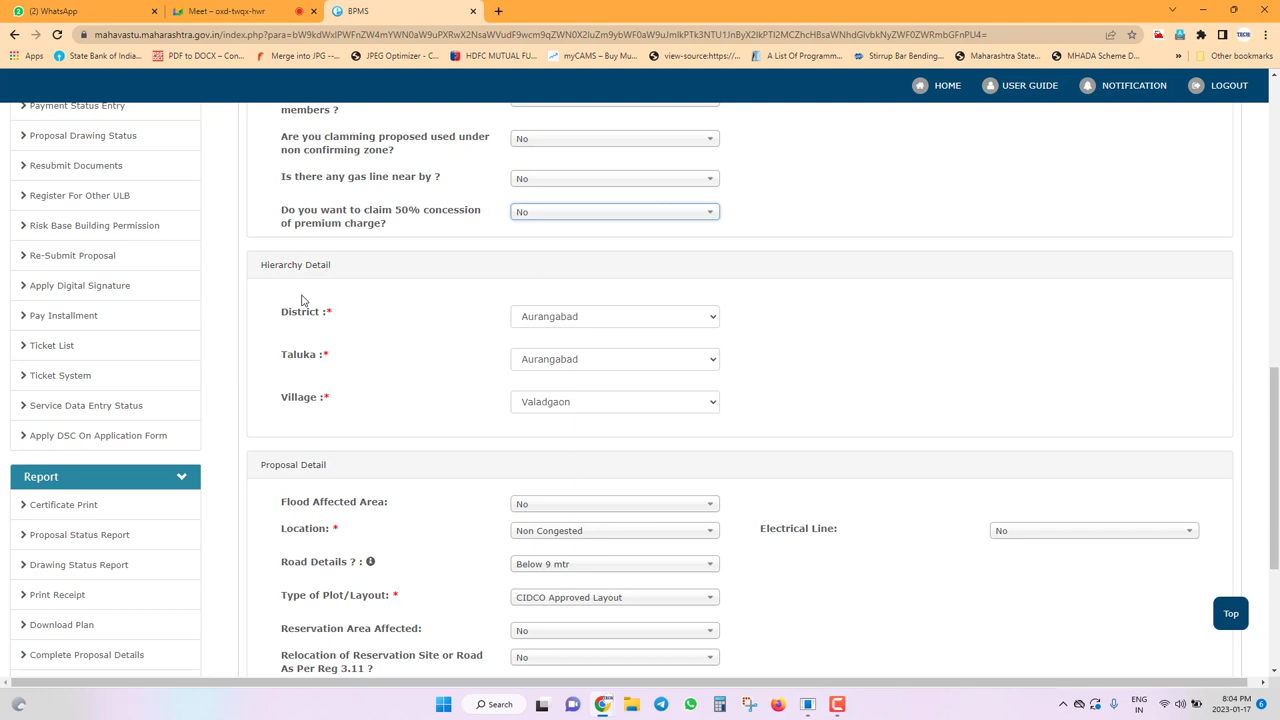 (2) WhatsApp
Meet – oxd-twqx-hwr
BPMS
mahavastu.maharashtra.gov.in/index.php?
Apps
State Bank of India
PDF to DOCX – Con...
Merge into JPG –...
JPEG Optimizer - C...
HDFC MUTUAL FU...
myCAMS – Buy Mu...
view-source:https:/...
A List Of Profession...
Stirrup Bar Bending...
Maharashtra State...
MHADA Scheme D...
Other bookmarks
HOME
USER GUIDE
NOTIFICATION
LOGOUT
Payment Status Entry
Proposal Drawing Status
Resubmit Documents
Register For Other ULB
Risk Base Building Permission
Re-Submit Proposal
Apply Digital Signature
Pay Installment
Ticket List
Ticket System
Service Data Entry Status
Apply DSC On Application Form
Report
Certificate Print
Proposal Status Report
Drawing Status Report
Print Receipt
Download Plan
Complete Proposal Details
members ?
Are you clamming proposed used under
non confirming zone?
No
Is there any gas line near by ?
No
Do you want to claim 50% concession
of premium charge?
No
Hierarchy Detail
District :*
Aurangabad
Taluka :*
Aurangabad
Village :*
Valadgaon
Proposal Detail
Flood Affected Area:
No
Location: *
Non Congested
Electrical Line:
No
Road Details ? :
Below 9 mtr
Type of Plot/Layout: *
CIDCO Approved Layout
Reservation Area Affected:
No
Relocation of Reservation Site or Road
As Per Reg 3.11 ?
No
Top
Search
ENG
IN
8:04 PM
2023-01-17
6